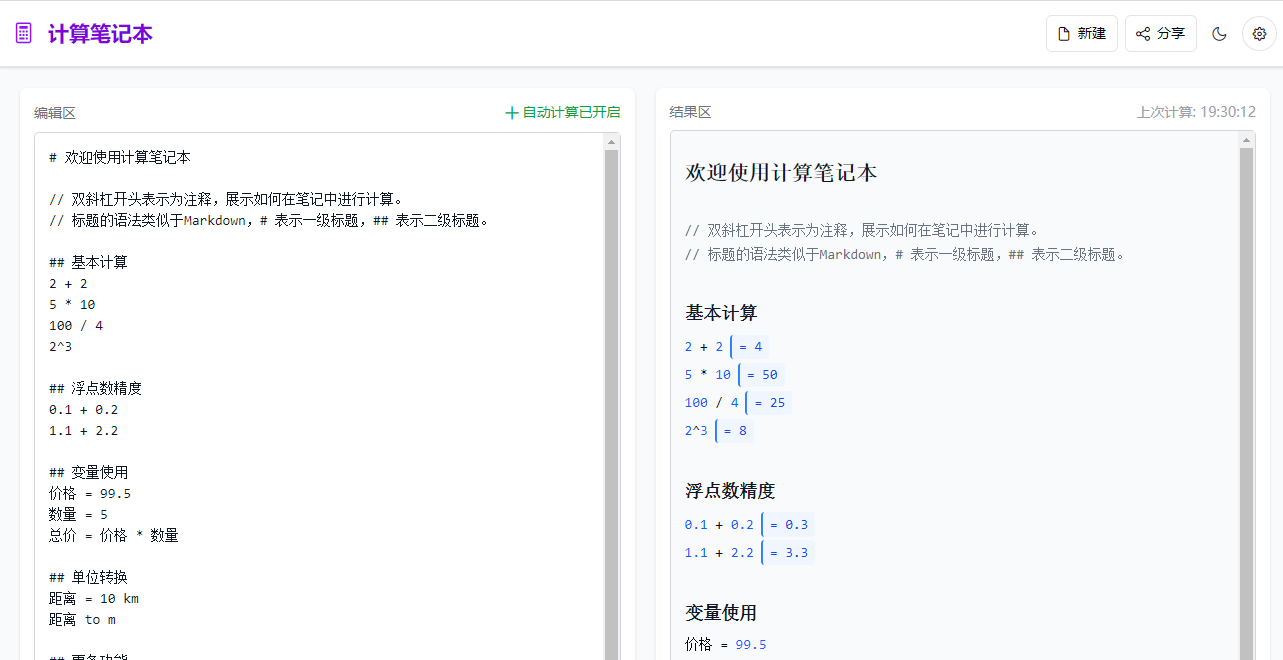 计算笔记本
新建
分享
编辑区
自动计算已开启
# 欢迎使用计算笔记本
// 双斜杠开头表示为注释，展示如何在笔记中进行计算。
// 标题的语法类似于Markdown，# 表示一级标题，## 表示二级标题。
## 基本计算
2 + 2
5 * 10
100 / 4
2^3
## 浮点数精度
0.1 + 0.2
1.1 + 2.2
## 变量使用
价格 = 99.5
数量 = 5
总价 = 价格 * 数量
## 单位转换
距离 = 10 km
距离 to m
## 更多功能
结果区
上次计算: 19:30:12
欢迎使用计算笔记本
// 双斜杠开头表示为注释，展示如何在笔记中进行计算。
// 标题的语法类似于Markdown，# 表示一级标题，## 表示二级标题。
基本计算
2 + 2 = 4
5 * 10 = 50
100 / 4 = 25
2^3 = 8
浮点数精度
0.1 + 0.2 = 0.3
1.1 + 2.2 = 3.3
变量使用
价格 = 99.5